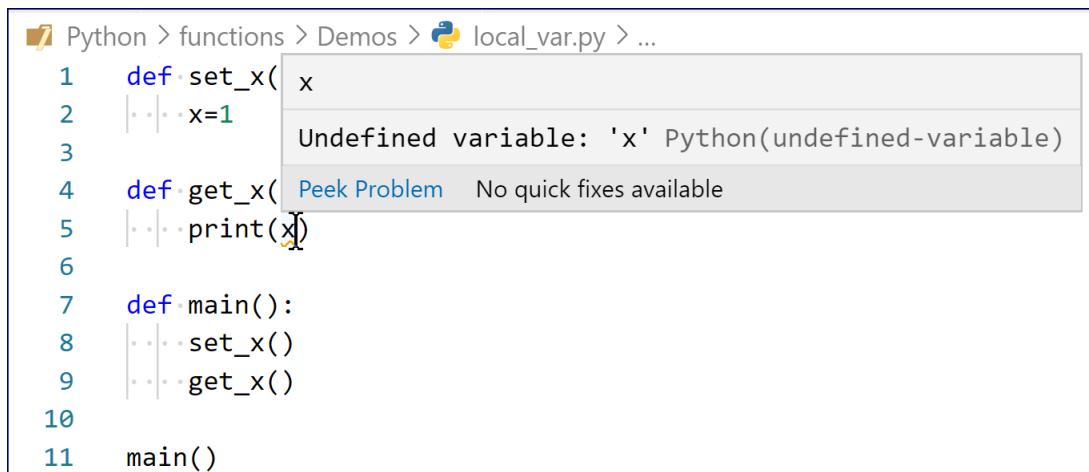 Python > functions > Demos > local_var.py > ...
1 def set_x(
x
2 x=1
Undefined variable: 'x' Python(undefined-variable)
3
4 def get_x(
Peek Problem No quick fixes available
5 print(x)
6
7 def main():
8 set_x()
9 get_x()
10
11 main()